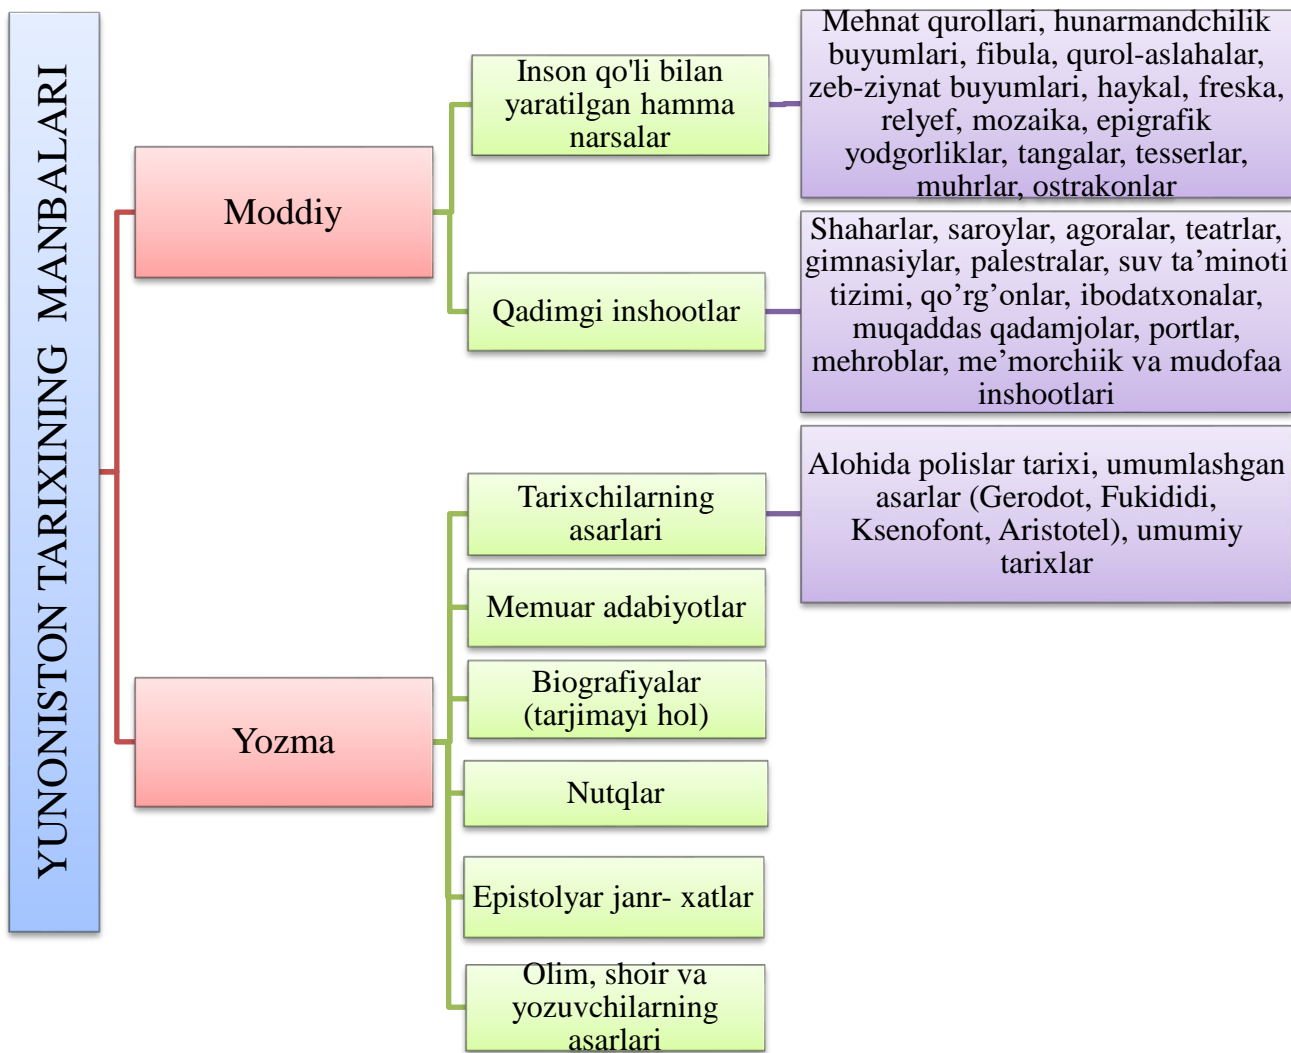 YUNONISTON TARIXINING MANBALARI
Moddiy
Inson qo'li bilan
yaratilgan hamma
narsalar
Mehnat qurollari, hunarmandchilik
buyumlari, fibula, qurol-aslahalar,
zeb-ziynat buyumlari, haykal, freska,
relyef, mozaika, epigrafik
yodgorliklar, tangalar, tesserlar,
muhrlar, ostrakonlar
Qadimgi inshootlar
Shaharlar, saroylar, agoralar, teatrlar,
gimnasiylar, palestralar, suv ta’minoti
tizimi, qo’rg’onlar, ibodatxonalar,
muqaddas qadamjolar, portlar,
mehroblar, me’morchiik va mudofaa
inshootlari
Yozma
Tarixchilarning
asarlari
Alohida polislar tarixi, umumlashgan
asarlar (Gerodot, Fukididi,
Ksenofont, Aristotel), umumiy
tarixlar
Memuar adabiyotlar
Biografiyalar
(tarjimayi hol)
Nutqlar
Epistolyar janr- xatlar
Olim, shoir va
yozuvchilarning
asarlari